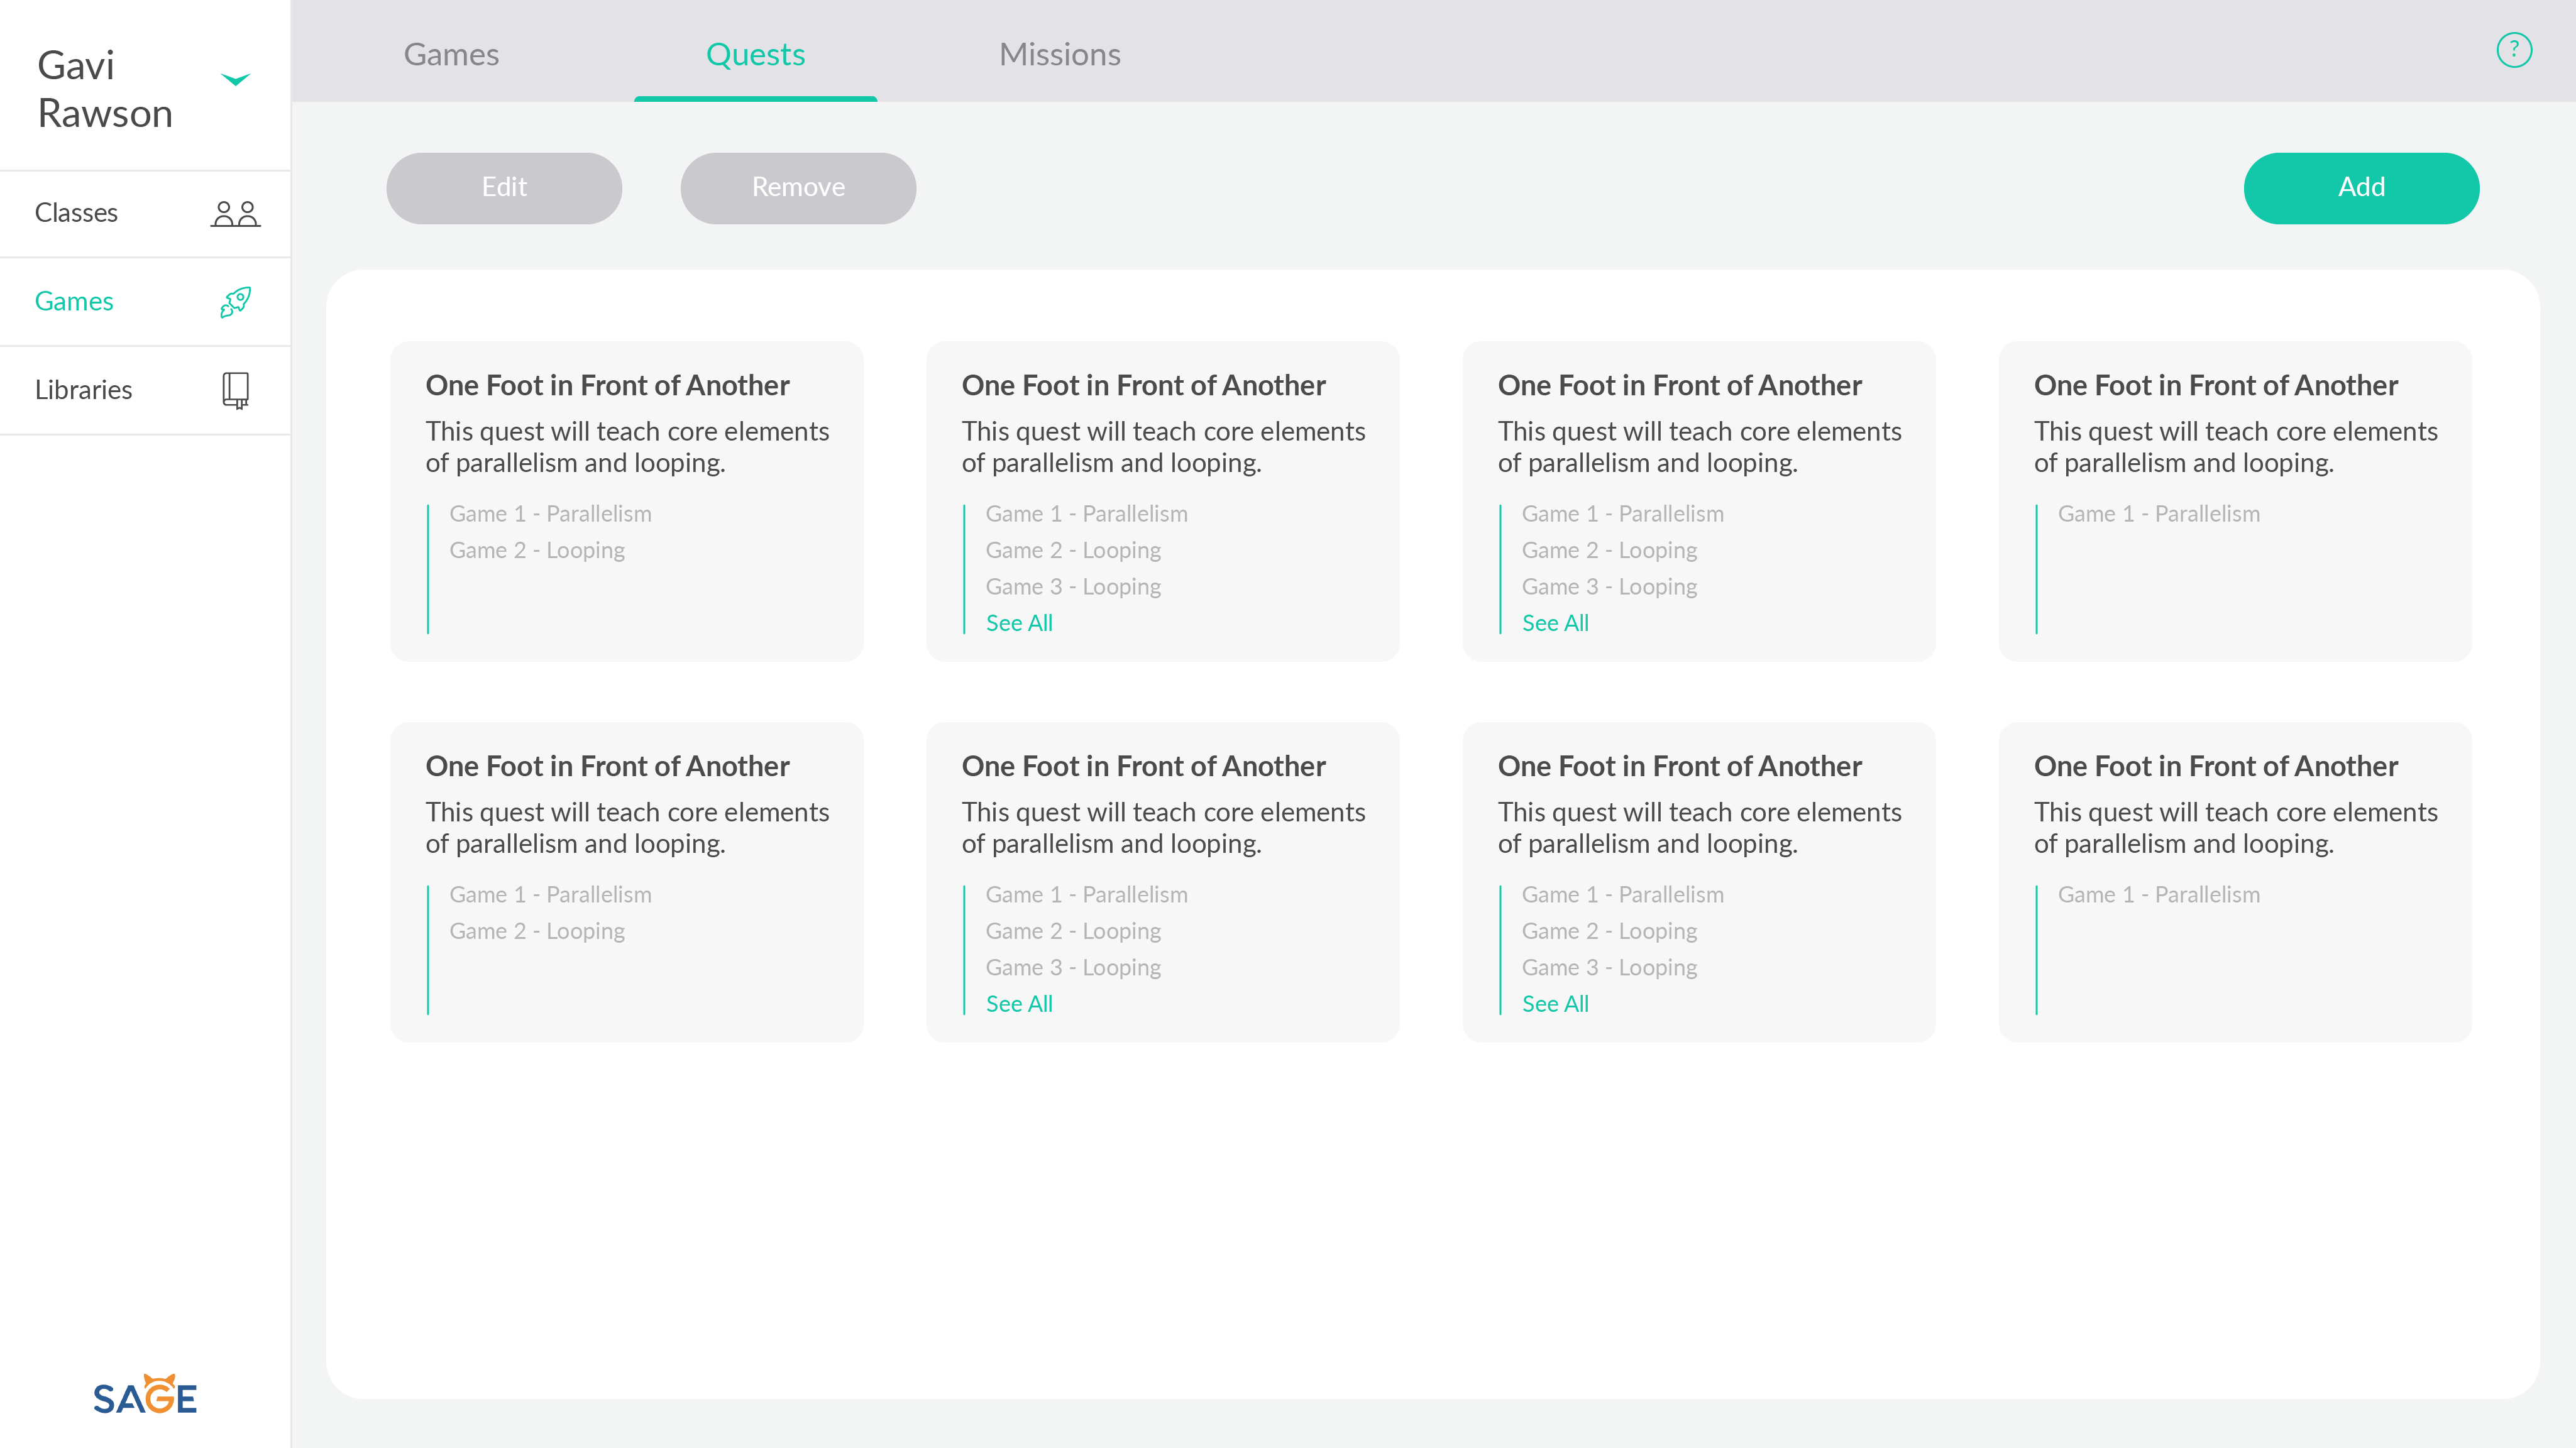 Gavi
Rawson
Classes
Games
Libraries
SAGE
Games
Quests
Missions
?
Edit
Remove
Add
One Foot in Front of Another
This quest will teach core elements
of parallelism and looping.
Game 1 - Parallelism
Game 2 - Looping
One Foot in Front of Another
This quest will teach core elements
of parallelism and looping.
Game 1 - Parallelism
Game 2 - Looping
Game 3 - Looping
See All
One Foot in Front of Another
This quest will teach core elements
of parallelism and looping.
Game 1 - Parallelism
Game 2 - Looping
Game 3 - Looping
See All
One Foot in Front of Another
This quest will teach core elements
of parallelism and looping.
Game 1 - Parallelism
One Foot in Front of Another
This quest will teach core elements
of parallelism and looping.
Game 1 - Parallelism
Game 2 - Looping
One Foot in Front of Another
This quest will teach core elements
of parallelism and looping.
Game 1 - Parallelism
Game 2 - Looping
Game 3 - Looping
See All
One Foot in Front of Another
This quest will teach core elements
of parallelism and looping.
Game 1 - Parallelism
Game 2 - Looping
Game 3 - Looping
See All
One Foot in Front of Another
This quest will teach core elements
of parallelism and looping.
Game 1 - Parallelism